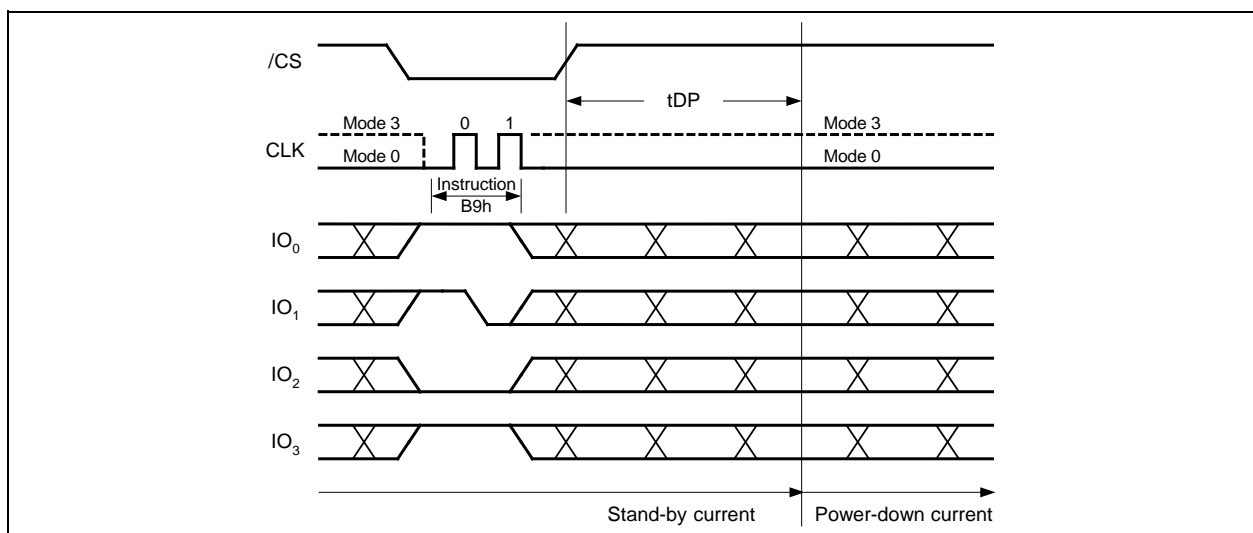 /CS
tDP
Mode 3 0 1 Mode 3
CLK
Mode 0 Mode 0
Instruction
B9h
IO0
IO1
IO2
IO3
Stand-by current Power-down current